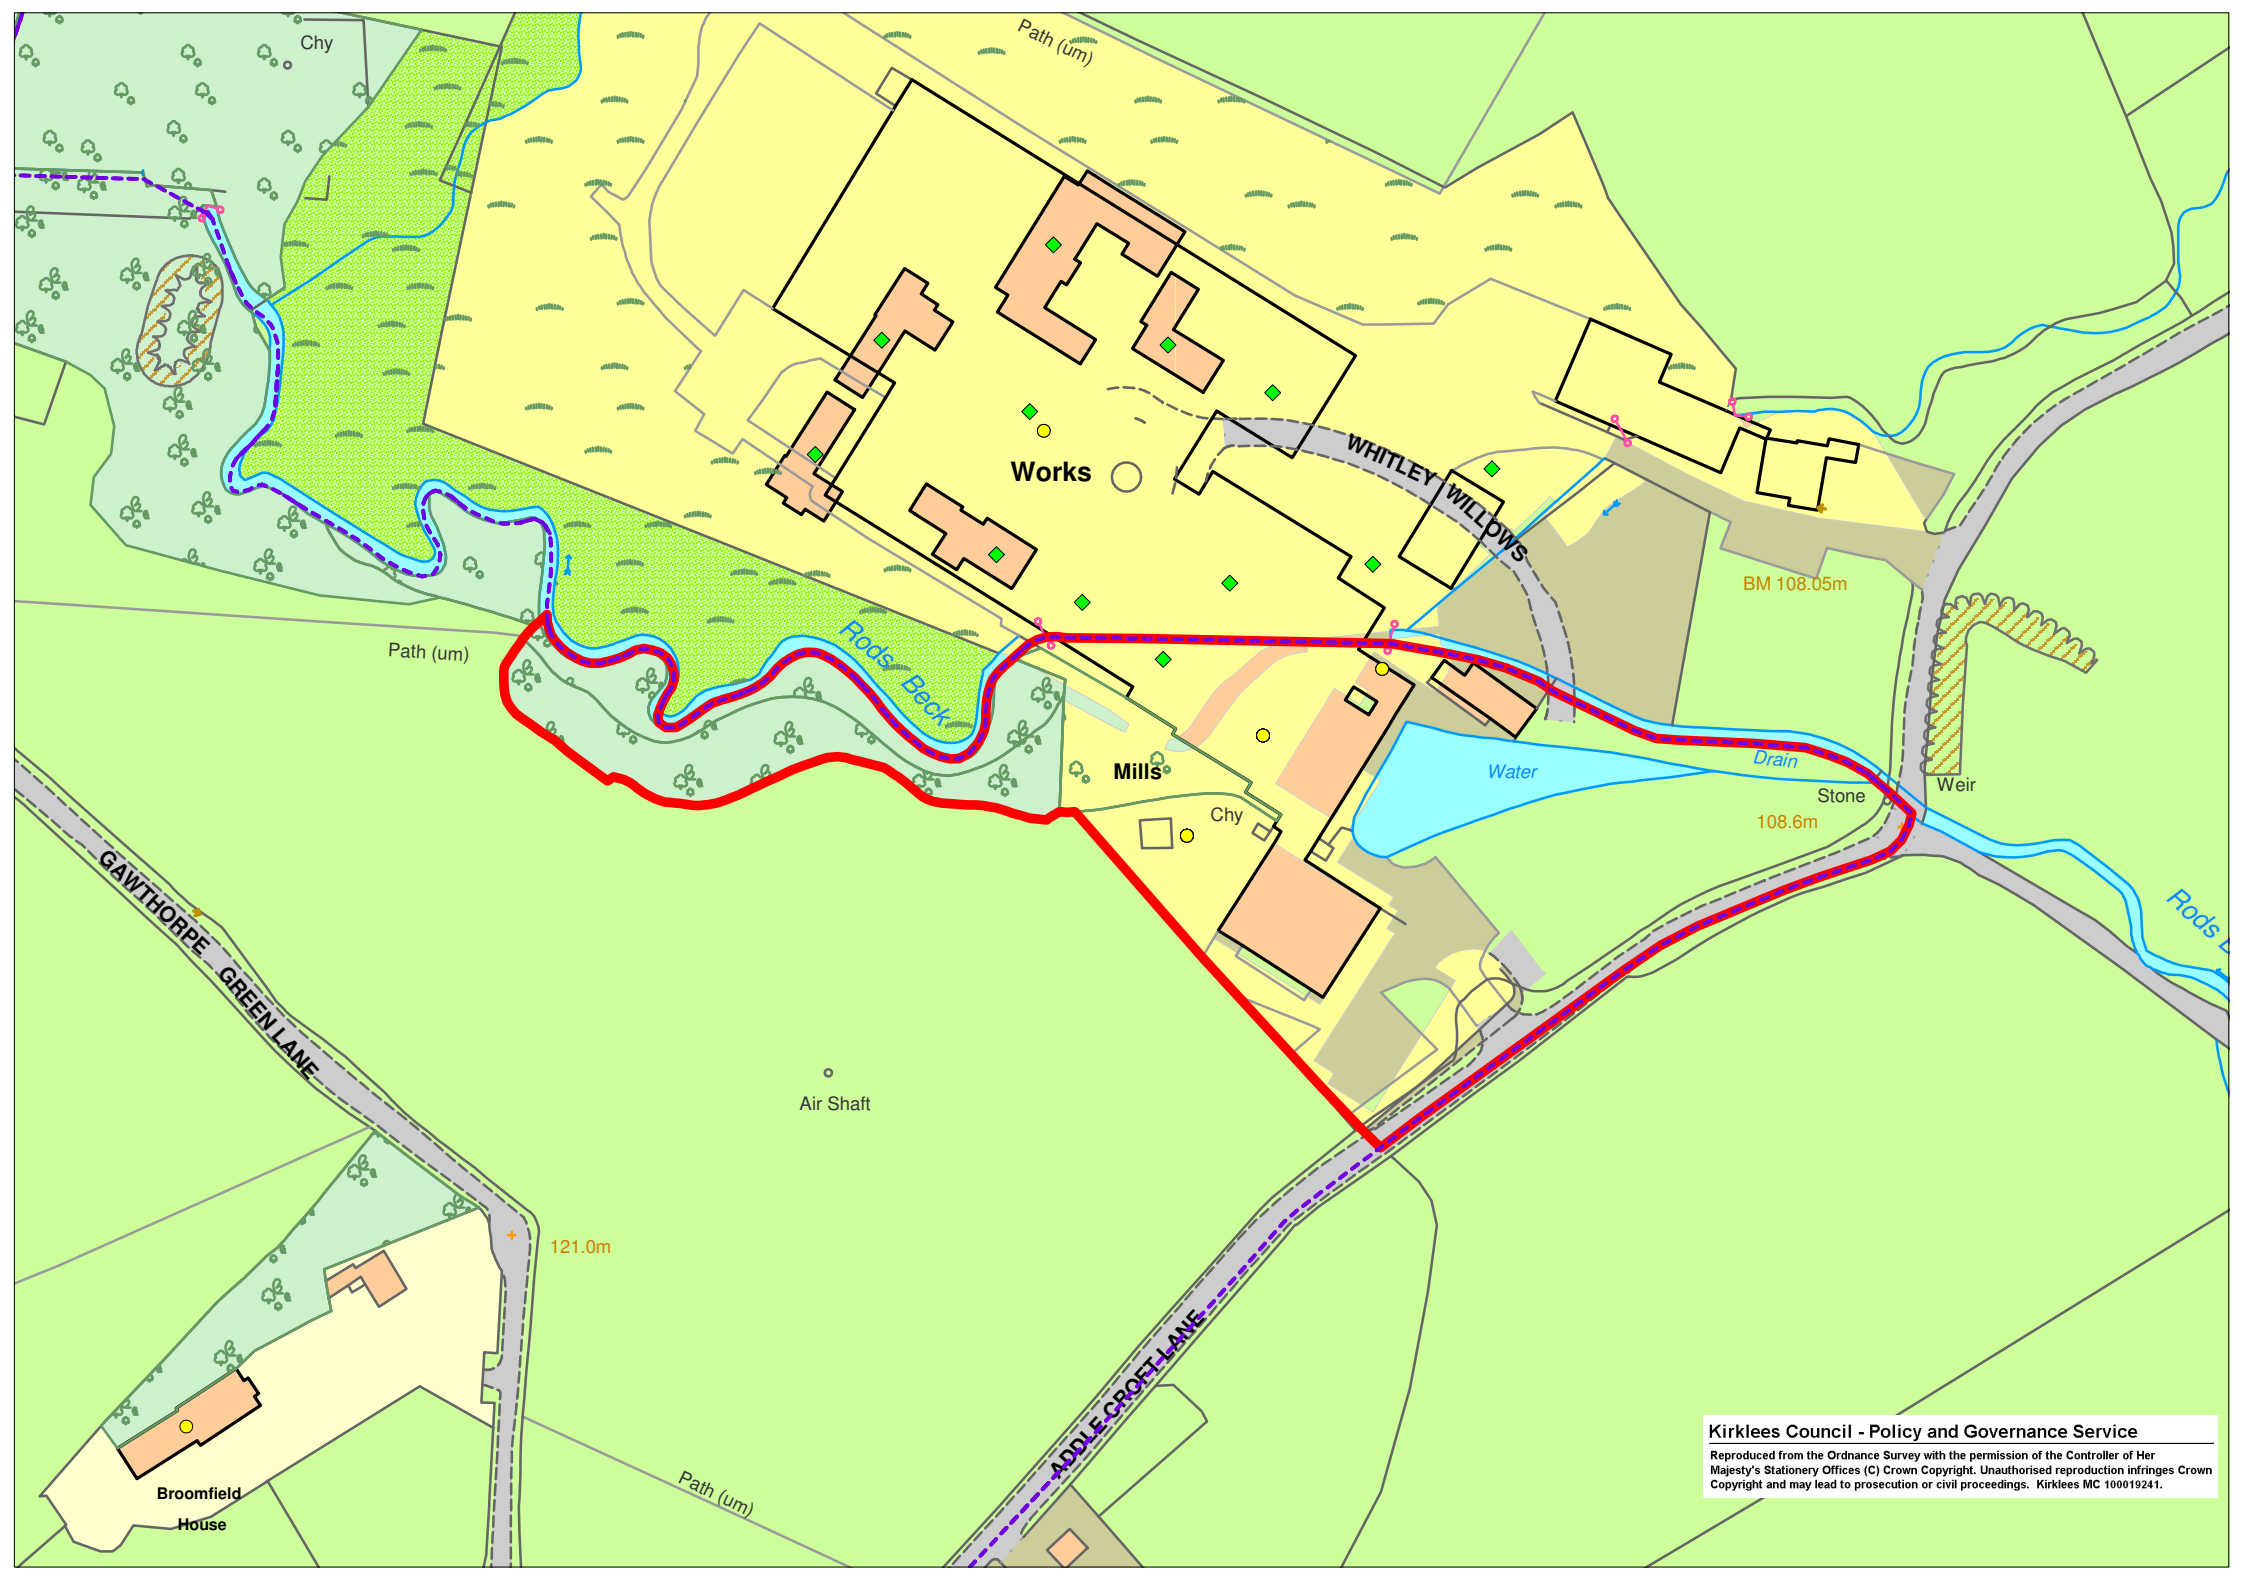 Chy
Path (um)
Works
WHITLEY WILLOWS
BM 108.05m
Path (um)
Rods Beck
Mills
Water
Drain
Stone
Weir
Chy
108.6m
GAWTHORPE GREEN LANE
Rods
Air Shaft
121.0m
ADDLE CROFT LANE
Path (um)
Broomfield
House
Kirklees Council - Policy and Governance Service
Reproduced from the Ordnance Survey with the permission of the Controller of Her
Majesty's Stationery Offices (C) Crown Copyright. Unauthorised reproduction infringes Crown
Copyright and may lead to prosecution or civil proceedings. Kirklees MC 100019241.